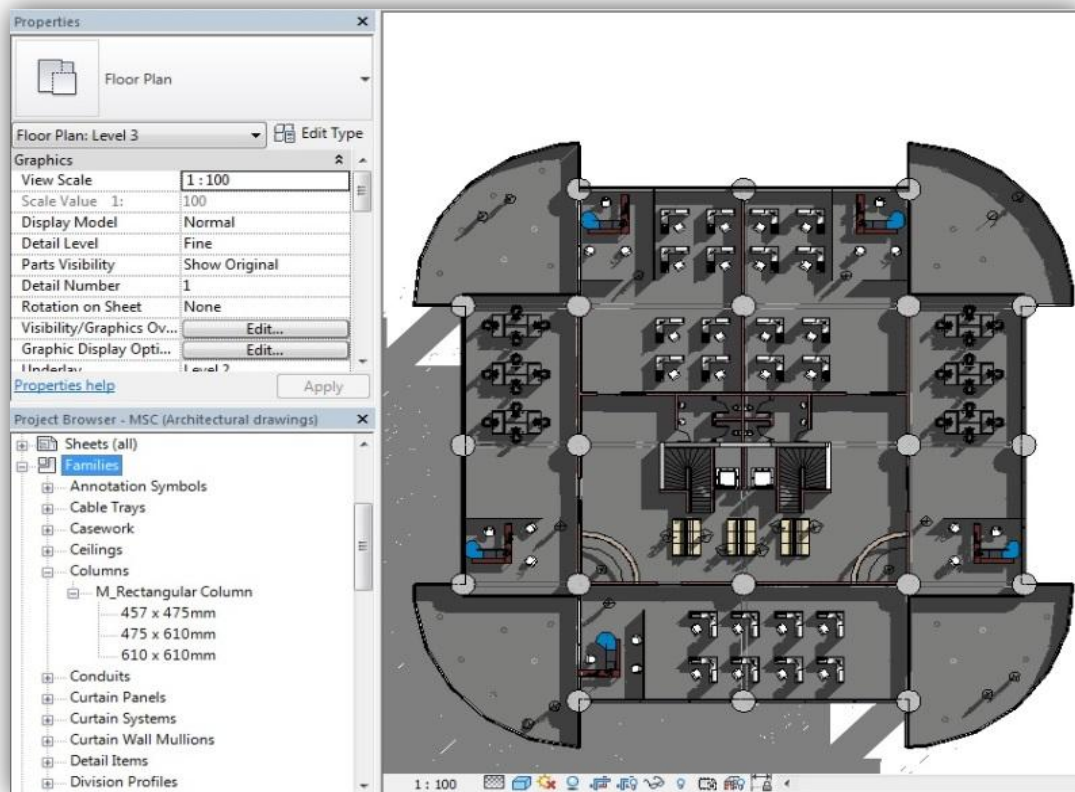 Properties
Floor Plan
Floor Plan: Level 3 Edit Type
Graphics
View Scale 1 : 100
Scale Value 1: 100
Display Model Normal
Detail Level Fine
Parts Visibility Show Original
Detail Number 1
Rotation on Sheet None
Visibility/Graphics Ov... Edit...
Graphic Display Opti... Edit...
Underlay Level 2
Properties help Apply
Project Browser - MSC (Architectural drawings)
Sheets (all)
Families
Annotation Symbols
Cable Trays
Casework
Ceilings
Columns
M_Rectangular Column
457 x 475mm
475 x 610mm
610 x 610mm
Conduits
Curtain Panels
Curtain Systems
Curtain Wall Mullions
Detail Items
Division Profiles
1 : 100